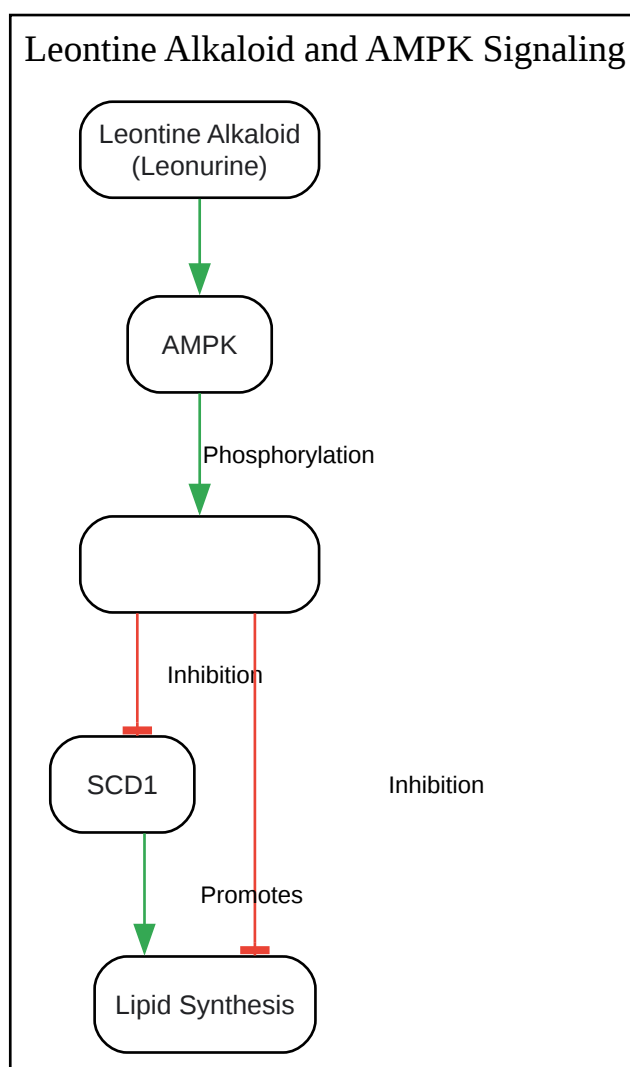 Leontine Alkaloid and AMPK Signaling
Leontine Alkaloid
(Leonurine)
AMPK
Phosphorylation
Inhibition
SCD1
Inhibition
Promotes
Lipid Synthesis